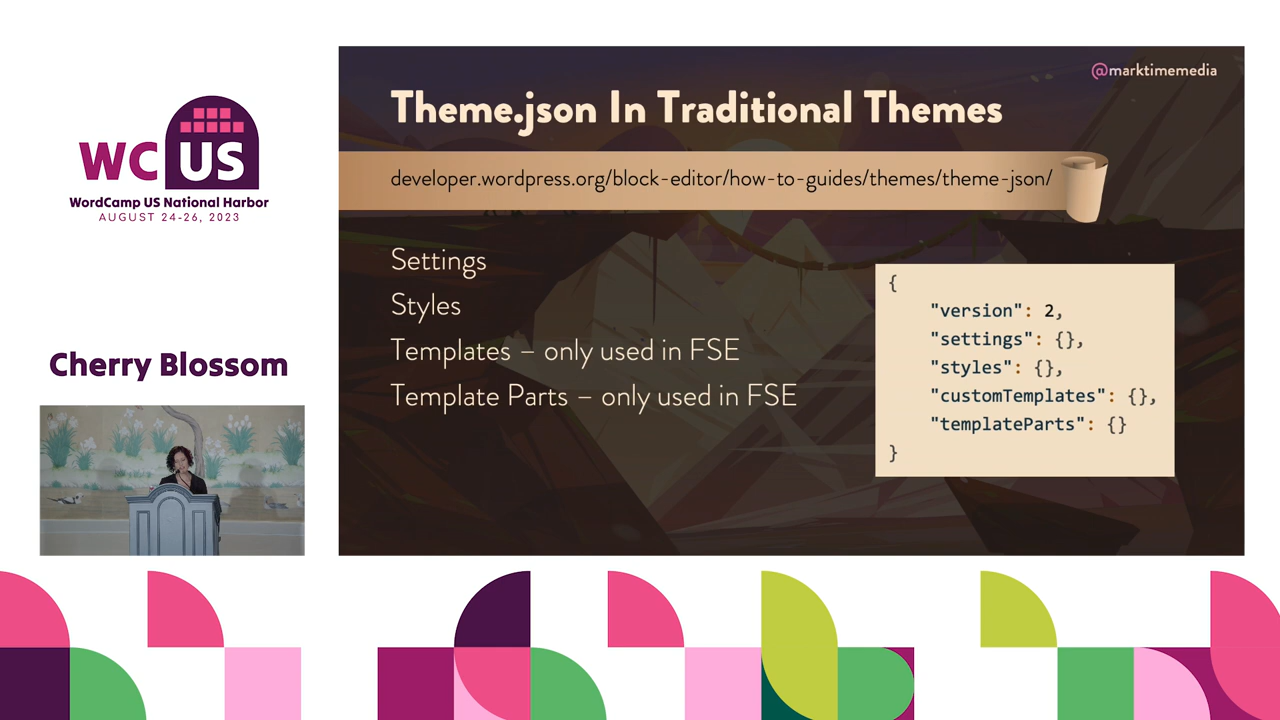 WC US
WordCamp US National Harbor
AUGUST 24-26, 2023
Cherry Blossom
@marktimemedia
Theme.json In Traditional Themes
developer.wordpress.org/block-editor/how-to-guides/themes/theme-json/
Settings
Styles
Templates – only used in FSE
Template Parts – only used in FSE
{
"version": 2,
"settings": {},
"styles": {},
"customTemplates": {},
"templateParts": {}
}